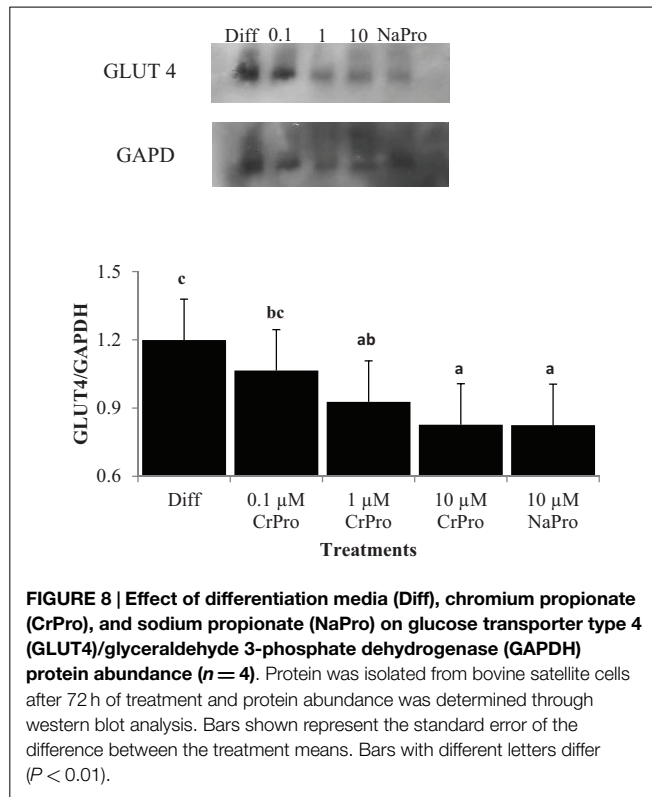 Diff 0.1 1 10 NaPro
GLUT 4
GAPD
GLUT4/GAPDH
1.5
1.2
0.9
0.6
c
bc
ab
a
a
Diff
0.1 µM CrPro
1 µM CrPro
10 µM CrPro
10 µM NaPro
Treatments
FIGURE 8 | Effect of differentiation media (Diff), chromium propionate
(CrPro), and sodium propionate (NaPro) on glucose transporter type 4
(GLUT4)/glyceraldehyde 3-phosphate dehydrogenase (GAPDH)
protein abundance (n = 4). Protein was isolated from bovine satellite cells
after 72 h of treatment and protein abundance was determined through
western blot analysis. Bars shown represent the standard error of the
difference between the treatment means. Bars with different letters differ
(P < 0.01).